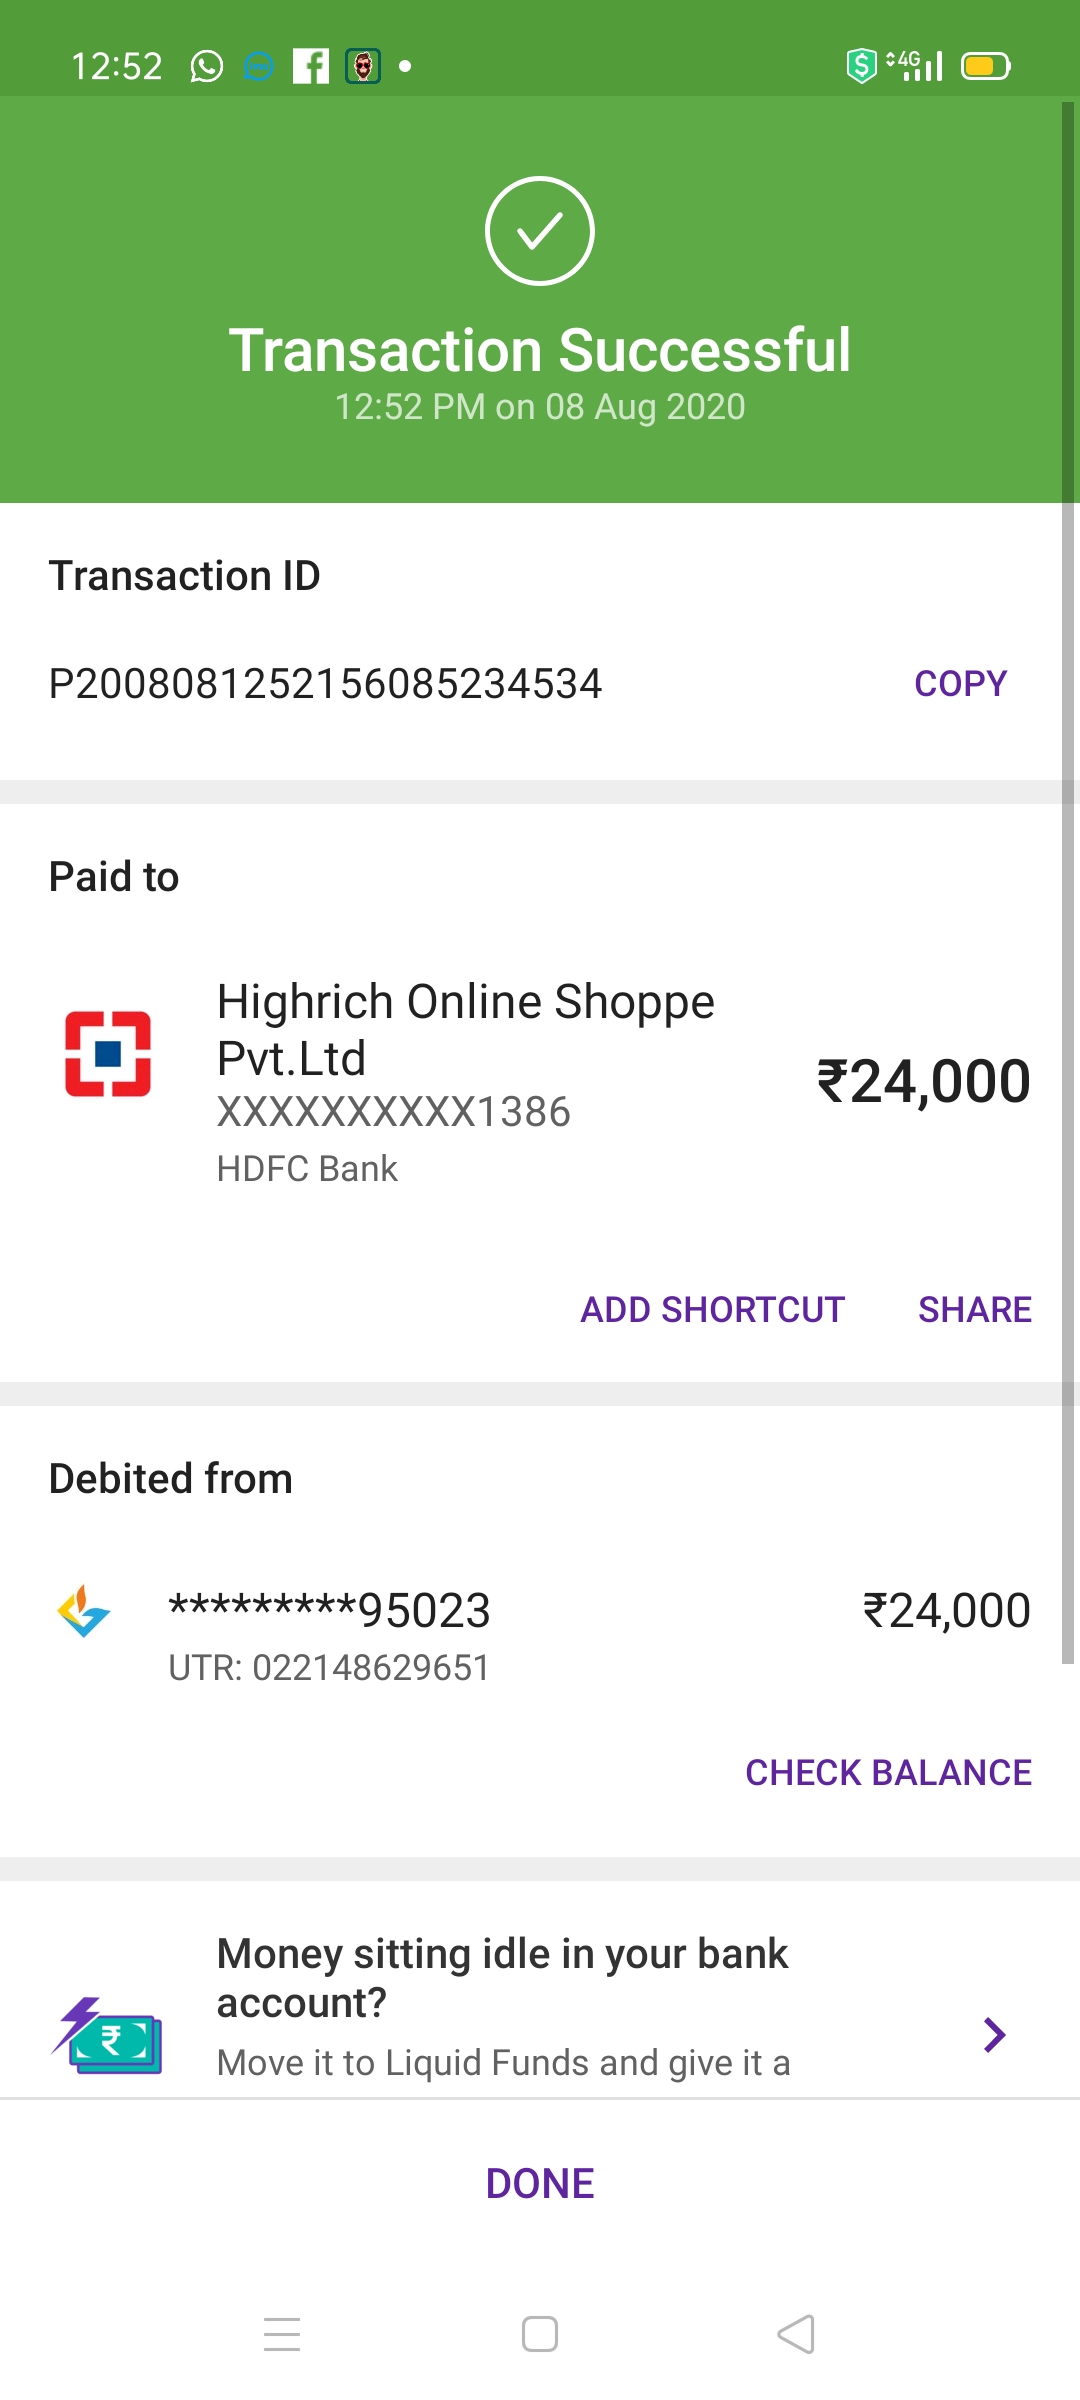 12:52
4G
Transaction Successful
12:52 PM on 08 Aug 2020
Transaction ID
P2008081252156085234534
COPY
Paid to
Highrich Online Shoppe
Pvt.Ltd
₹24,000
XXXXXXXXXX1386
HDFC Bank
ADD SHORTCUT
SHARE
Debited from
*********95023
₹24,000
UTR: 022148629651
CHECK BALANCE
Money sitting idle in your bank
account?
Move it to Liquid Funds and give it a
DONE